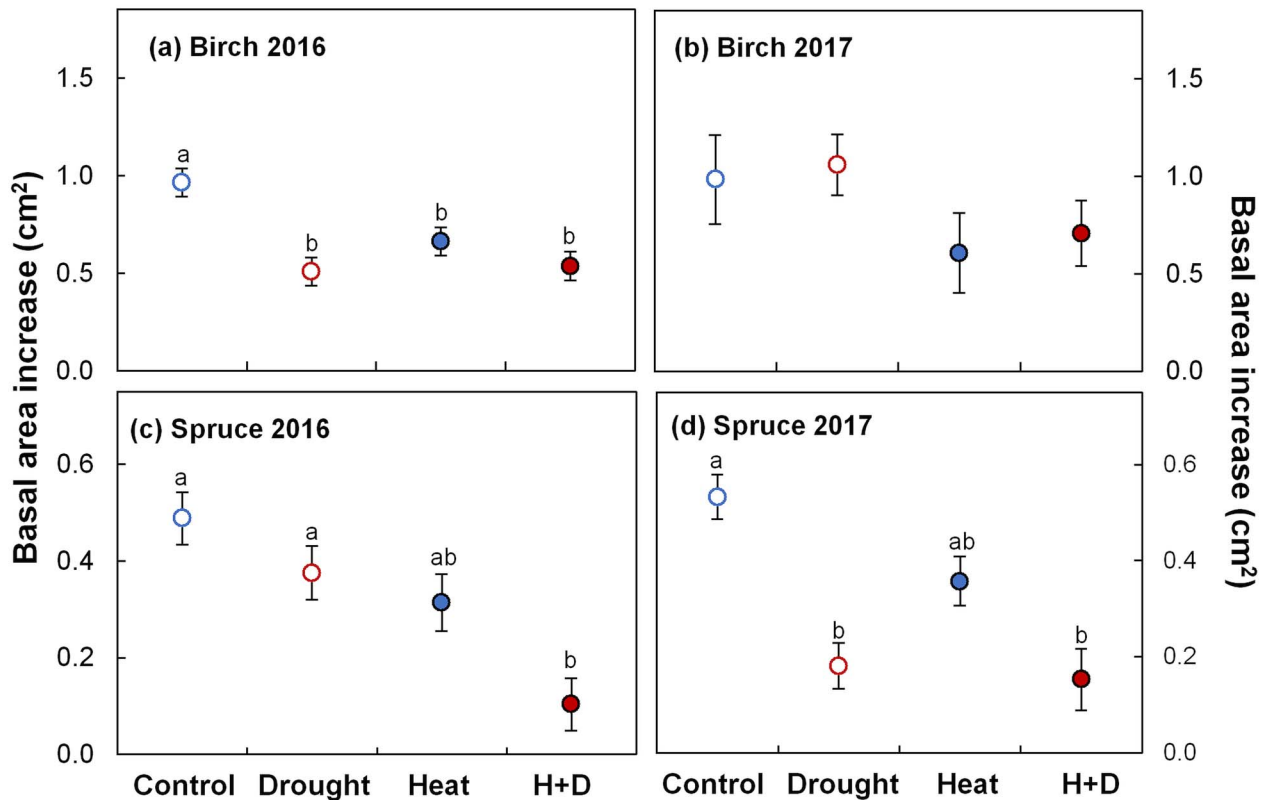 (a) Birch 2016
(b) Birch 2017
1.5
1.0
0.5
0.0
a
b
b
b
1.5
1.0
0.5
0.0
(c) Spruce 2016
(d) Spruce 2017
0.6
0.4
0.2
0.0
a
a
ab
b
a
b
ab
b
0.6
0.4
0.2
0.0
Basal area increase (cm²)
Basal area increase (cm²)
Control Drought Heat H+D
Control Drought Heat H+D